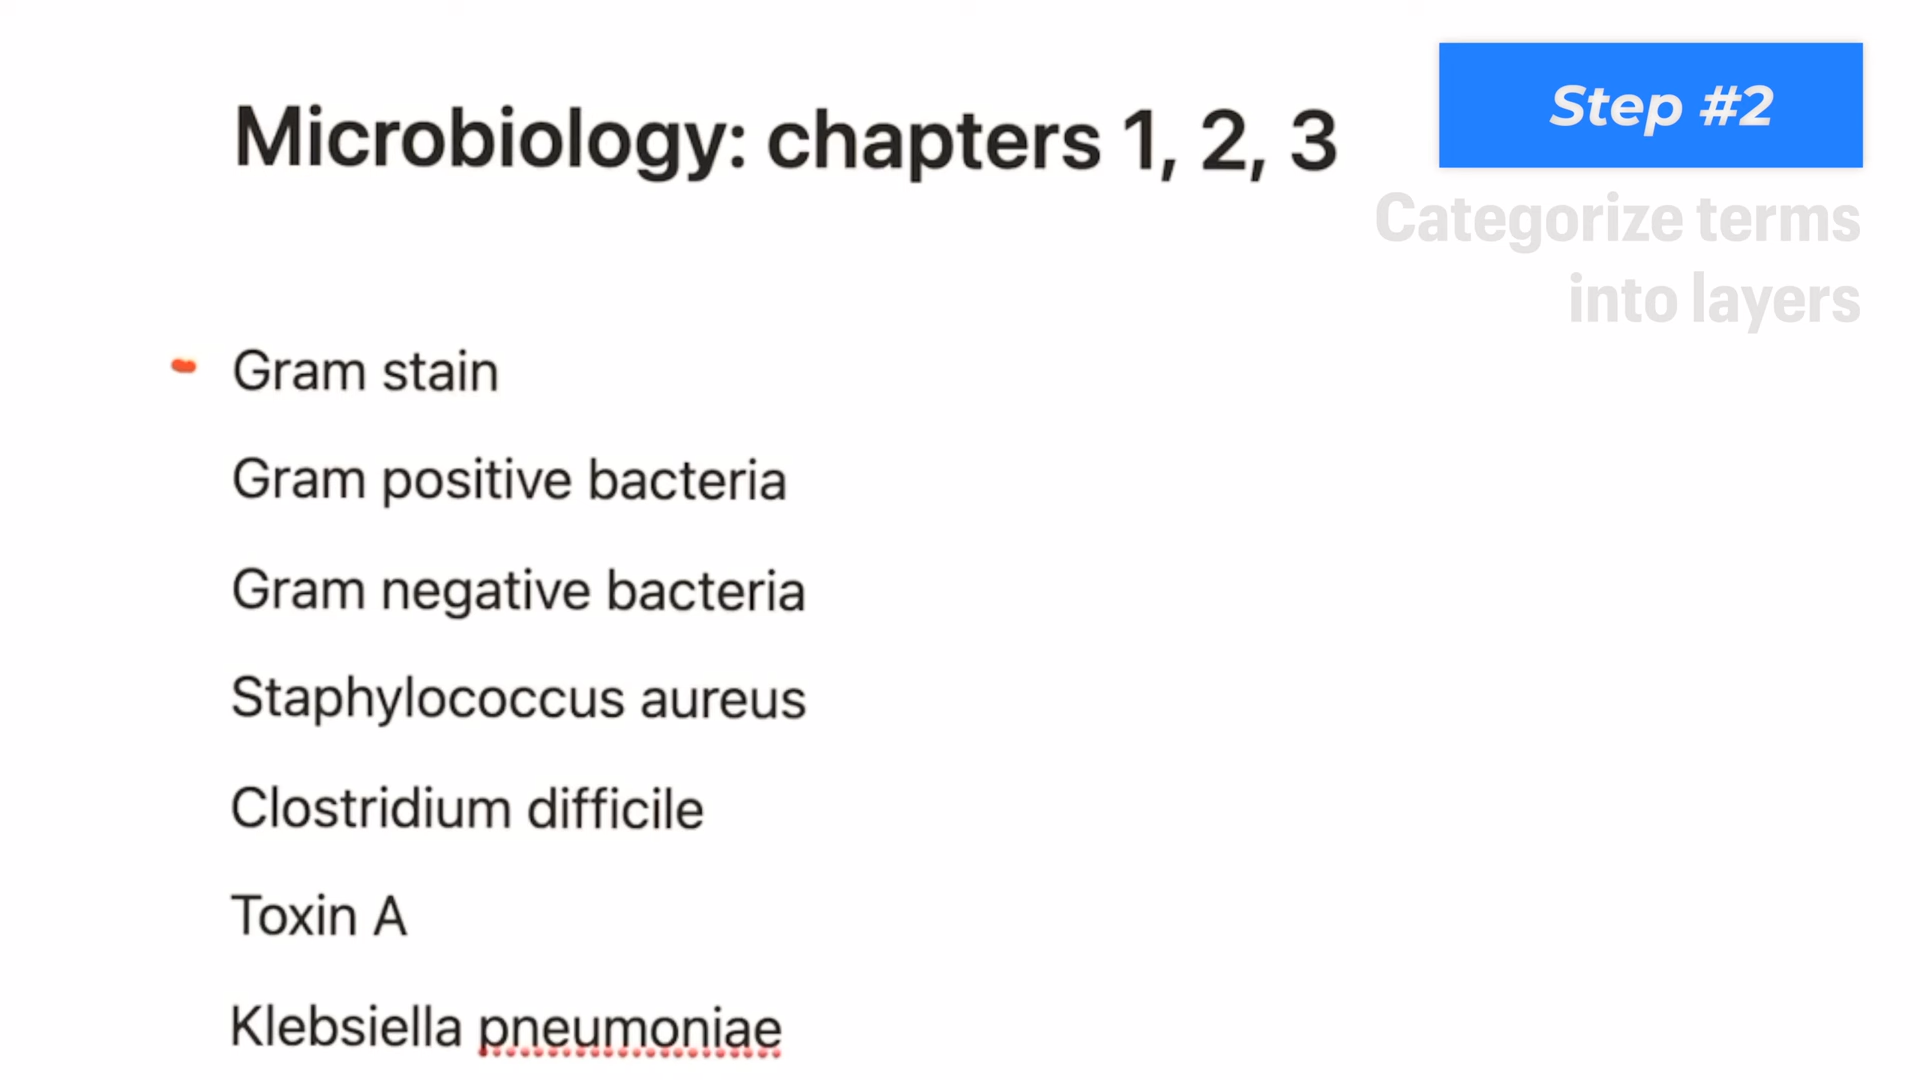 Microbiology: chapters 1, 2, 3
Step #2
Categorize terms
into layers
Gram stain
Gram positive bacteria
Gram negative bacteria
Staphylococcus aureus
Clostridium difficile
Toxin A
Klebsiella pneumoniae